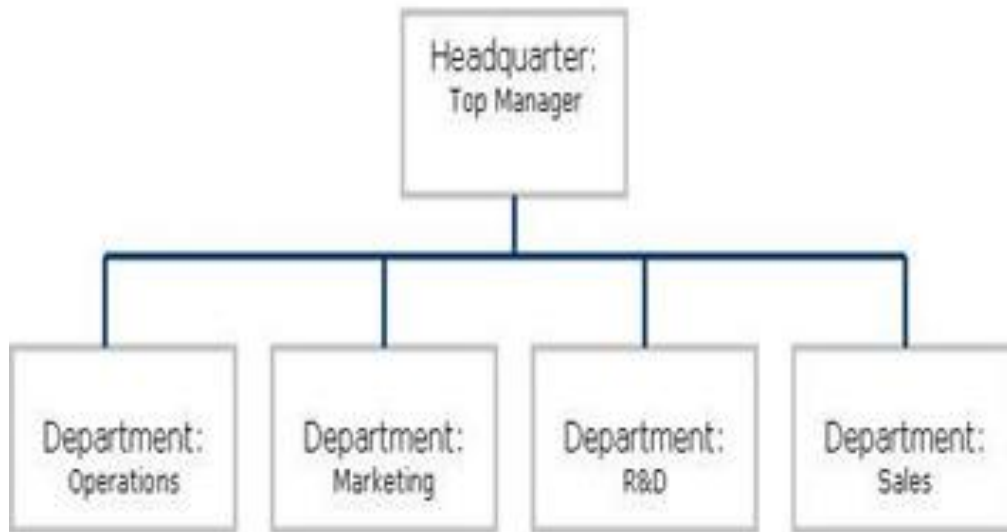 Headquarter:
Top Manager
Department:
Operations
Department:
Marketing
Department:
R&D
Department:
Sales